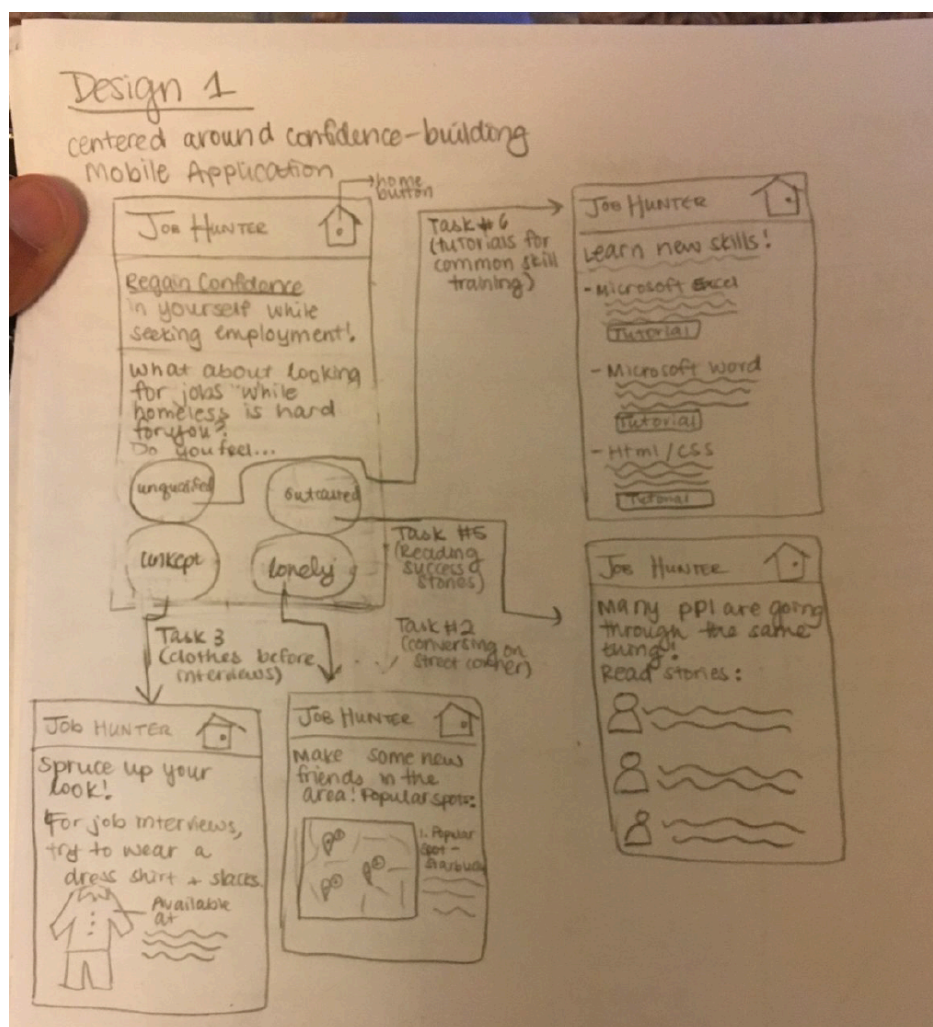 Design 1
centered around confidence-building
Mobile Application
home
button
JOB HUNTER
Regain Confidence
in yourself while
seeking employment!
What about looking
for jobs while
homeless is hard
for you?
Do you feel...
unqualified
outcasted
unkept
lonely
Task #6
(tutorials for
common skill
training)
JOB HUNTER
Learn new skills!
- Microsoft Excel
Tutorial
- Microsoft Word
Tutorial
- Html/CSS
Tutorial
Task #5
(Reading
success
stories)
JOB HUNTER
Many ppl are going
through the same
thing!
Read stories:
Task #2
(conversing on
street corner)
Task 3
(clothes before
interviews)
JOB HUNTER
Spruce up your
look!
For job interviews,
try to wear a
dress shirt + slacks.
Available
at
JOB HUNTER
Make some new
friends in the
area! Popular spots:
1. Popular
spot -
Starbucks
1
2
3